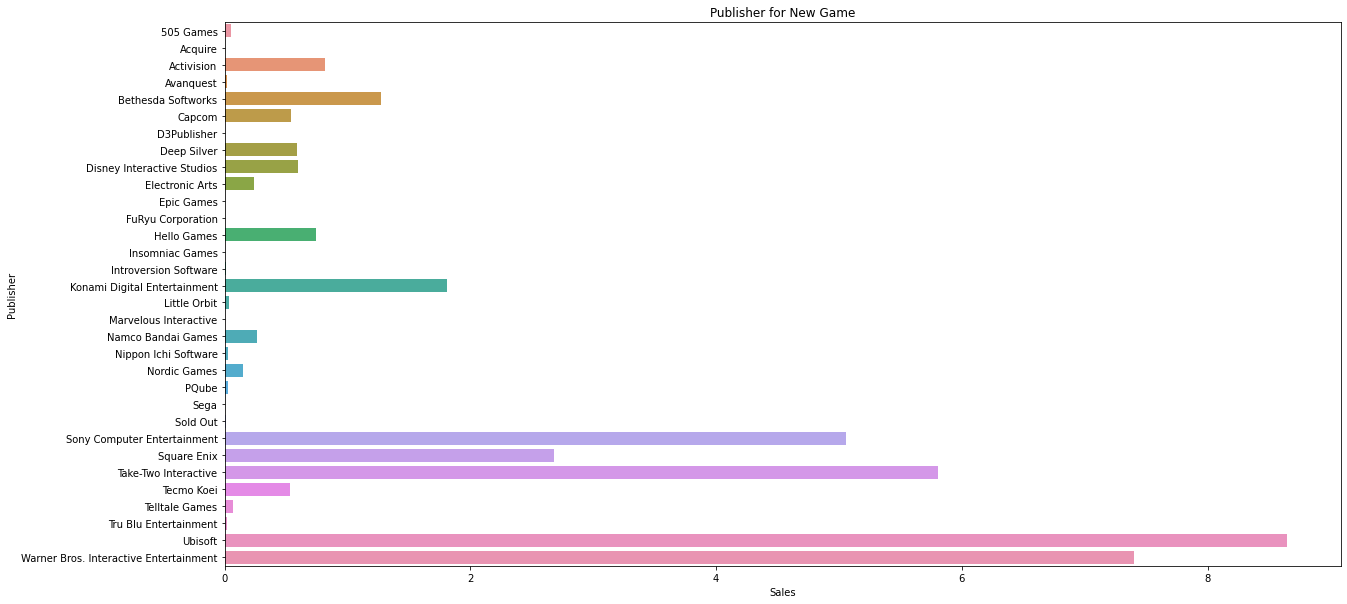 Publisher for New Game
505 Games
Acquire
Activision
Avanquest
Bethesda Softworks
Capcom
D3Publisher
Deep Silver
Disney Interactive Studios
Electronic Arts
Epic Games
FuRyu Corporation
Hello Games
Insomniac Games
Introversion Software
Konami Digital Entertainment
Little Orbit
Marvelous Interactive
Namco Bandai Games
Nippon Ichi Software
Nordic Games
PQube
Sega
Sold Out
Sony Computer Entertainment
Square Enix
Take-Two Interactive
Tecmo Koei
Telltale Games
Tru Blu Entertainment
Ubisoft
Warner Bros. Interactive Entertainment
Publisher
0 2 4 6 8
Sales